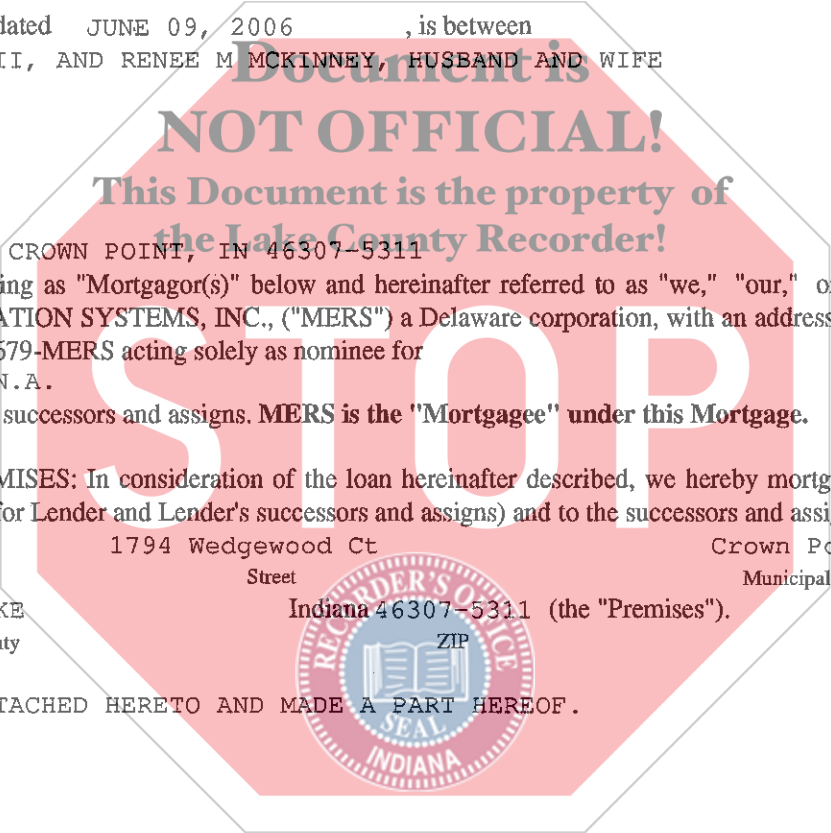 dated JUNE 09, 2006 , is between
II, AND RENEE M MCKINNEY, HUSBAND AND WIFE
Document is
NOT OFFICIAL!
This Document is the property of
the Lake County Recorder!
CROWN POINT, IN 46307-5311
ing as "Mortgagor(s)" below and hereinafter referred to as "we," "our,"
ATION SYSTEMS, INC., ("MERS") a Delaware corporation, with an address
579-MERS acting solely as nominee for
N.A.
successors and assigns. MERS is the "Mortgagee" under this Mortgage.
STOP
MISES: In consideration of the loan hereinafter described, we hereby mortg
for Lender and Lender's successors and assigns) and to the successors and assi
1794 Wedgewood Ct Crown Po
Street Municipal
KE Indiana 46307-5311 (the "Premises").
nty ZIP
TACHED HERETO AND MADE A PART HEREOF.
RECORDER'S OFFICE
SEAL
INDIANA